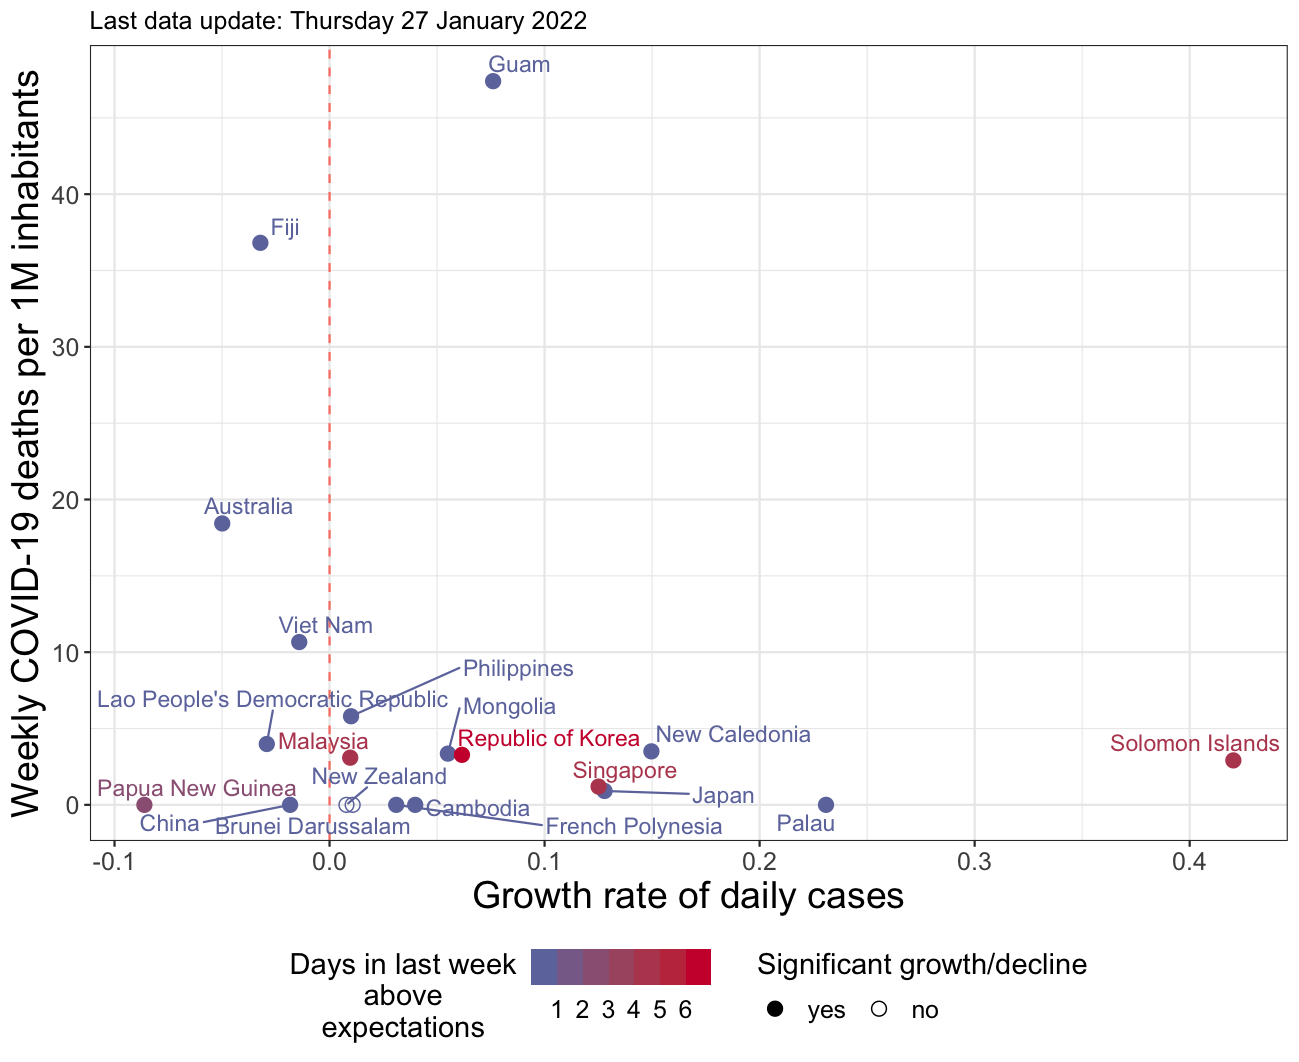 Last data update: Thursday 27 January 2022
Weekly COVID-19 deaths per 1M inhabitants
40
30
20
10
0
Guam
Fiji
Australia
Viet Nam
Philippines
Lao People's Democratic Republic
Mongolia
Malaysia
Republic of Korea
New Caledonia
Solomon Islands
New Zealand
Singapore
Papua New Guinea
Japan
China
Brunei Darussalam
Cambodia
French Polynesia
Palau
-0.1 0.0 0.1 0.2 0.3 0.4
Growth rate of daily cases
Days in last week
above
expectations
1 2 3 4 5 6
Significant growth/decline
yes no